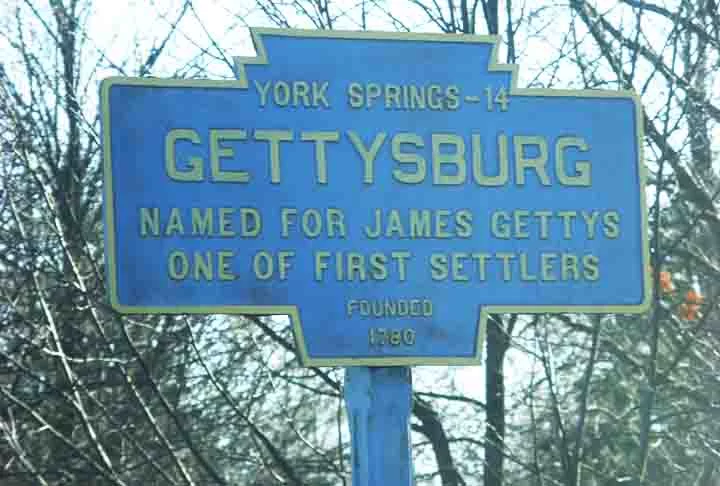 YORK SPRINGS-14
GETTYSBURG
NAMED FOR JAMES GETTYS
ONE OF FIRST SETTLERS
FOUNDED
1780